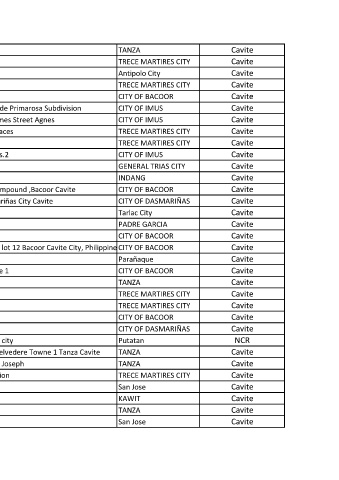 TANZA Cavite
TRECE MARTIRES CITY Cavite
Antipolo City Cavite
TRECE MARTIRES CITY Cavite
CITY OF BACOOR Cavite
de Primarosa Subdivision CITY OF IMUS Cavite
nes Street Agnes CITY OF IMUS Cavite
aces TRECE MARTIRES CITY Cavite
TRECE MARTIRES CITY Cavite
s.2 CITY OF IMUS Cavite
GENERAL TRIAS CITY Cavite
INDANG Cavite
mpound ,Bacoor Cavite CITY OF BACOOR Cavite
riñas City Cavite CITY OF DASMARIÑAS Cavite
Tarlac City Cavite
PADRE GARCIA Cavite
CITY OF BACOOR Cavite
lot 12 Bacoor Cavite City, Philippine CITY OF BACOOR Cavite
Parañaque Cavite
e 1 CITY OF BACOOR Cavite
TANZA Cavite
TRECE MARTIRES CITY Cavite
TRECE MARTIRES CITY Cavite
CITY OF BACOOR Cavite
CITY OF DASMARIÑAS Cavite
city Putatan NCR
elvedere Towne 1 Tanza Cavite TANZA Cavite
Joseph TANZA Cavite
ion TRECE MARTIRES CITY Cavite
San Jose Cavite
KAWIT Cavite
TANZA Cavite
San Jose Cavite